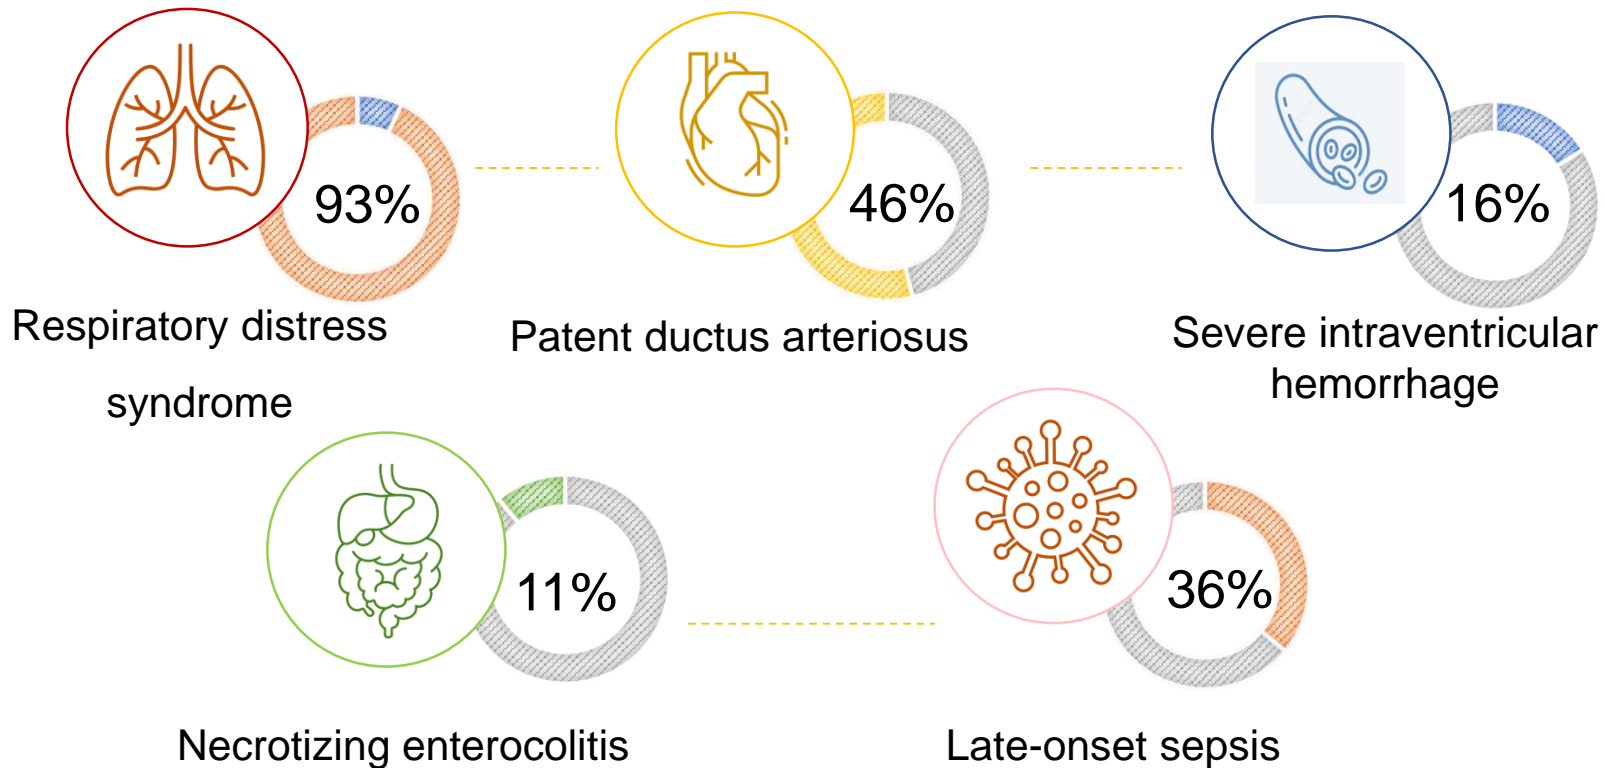 93%
46%
16%
Respiratory distress
syndrome
Patent ductus arteriosus
Severe intraventricular
hemorrhage
11%
36%
Necrotizing enterocolitis
Late-onset sepsis